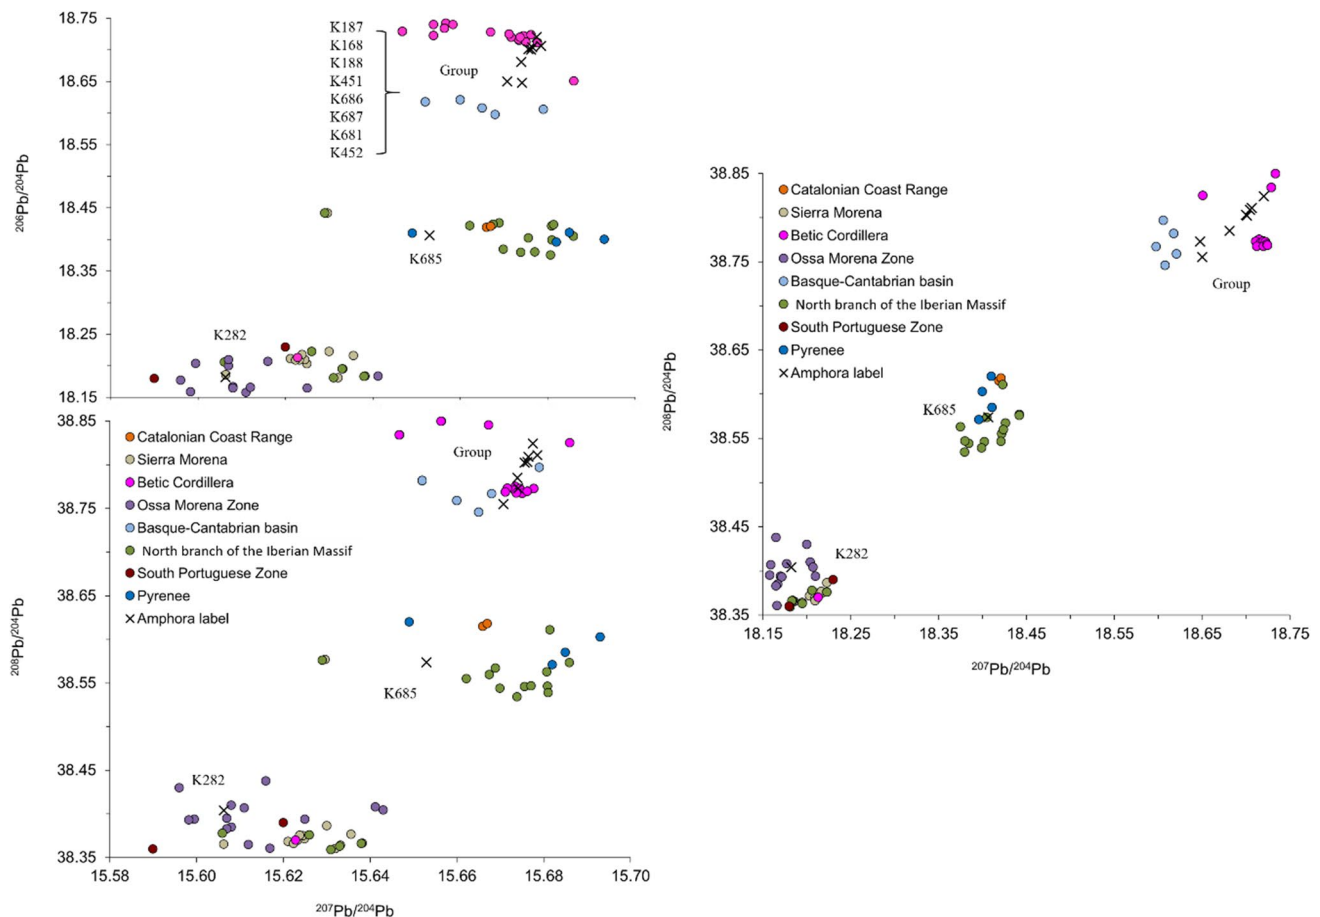 18.75
18.65
18.55
18.45
18.35
18.25
18.15
206Pb/204Pb
K187
K168
K188
K451
K686
K687
K681
K452
Group
K685
K282
38.85
38.75
38.65
38.55
38.45
38.35
208Pb/204Pb
Catalonian Coast Range
Sierra Morena
Betic Cordillera
Ossa Morena Zone
Basque-Cantabrian basin
North branch of the Iberian Massif
South Portuguese Zone
Pyrenee
Amphora label
Group
K685
K282
15.58 15.60 15.62 15.64 15.66 15.68 15.70
207Pb/204Pb
38.85
38.75
38.65
38.55
38.45
38.35
208Pb/204Pb
Catalonian Coast Range
Sierra Morena
Betic Cordillera
Ossa Morena Zone
Basque-Cantabrian basin
North branch of the Iberian Massif
South Portuguese Zone
Pyrenee
Amphora label
Group
K685
K282
18.15 18.25 18.35 18.45 18.55 18.65 18.75
207Pb/204Pb